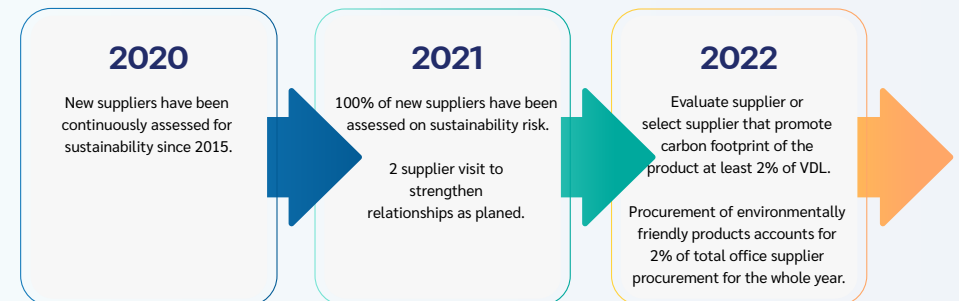 2020
New suppliers have been
continuously assessed for
sustainability since 2015.
2021
100% of new suppliers have been
assessed on sustainability risk.
2 supplier visit to
strengthen
relationships as planed.
2022
Evaluate supplier or
select supplier that promote
carbon footprint of the
product at least 2% of VDL.
Procurement of environmentally
friendly products accounts for
2% of total office supplier
procurement for the whole year.